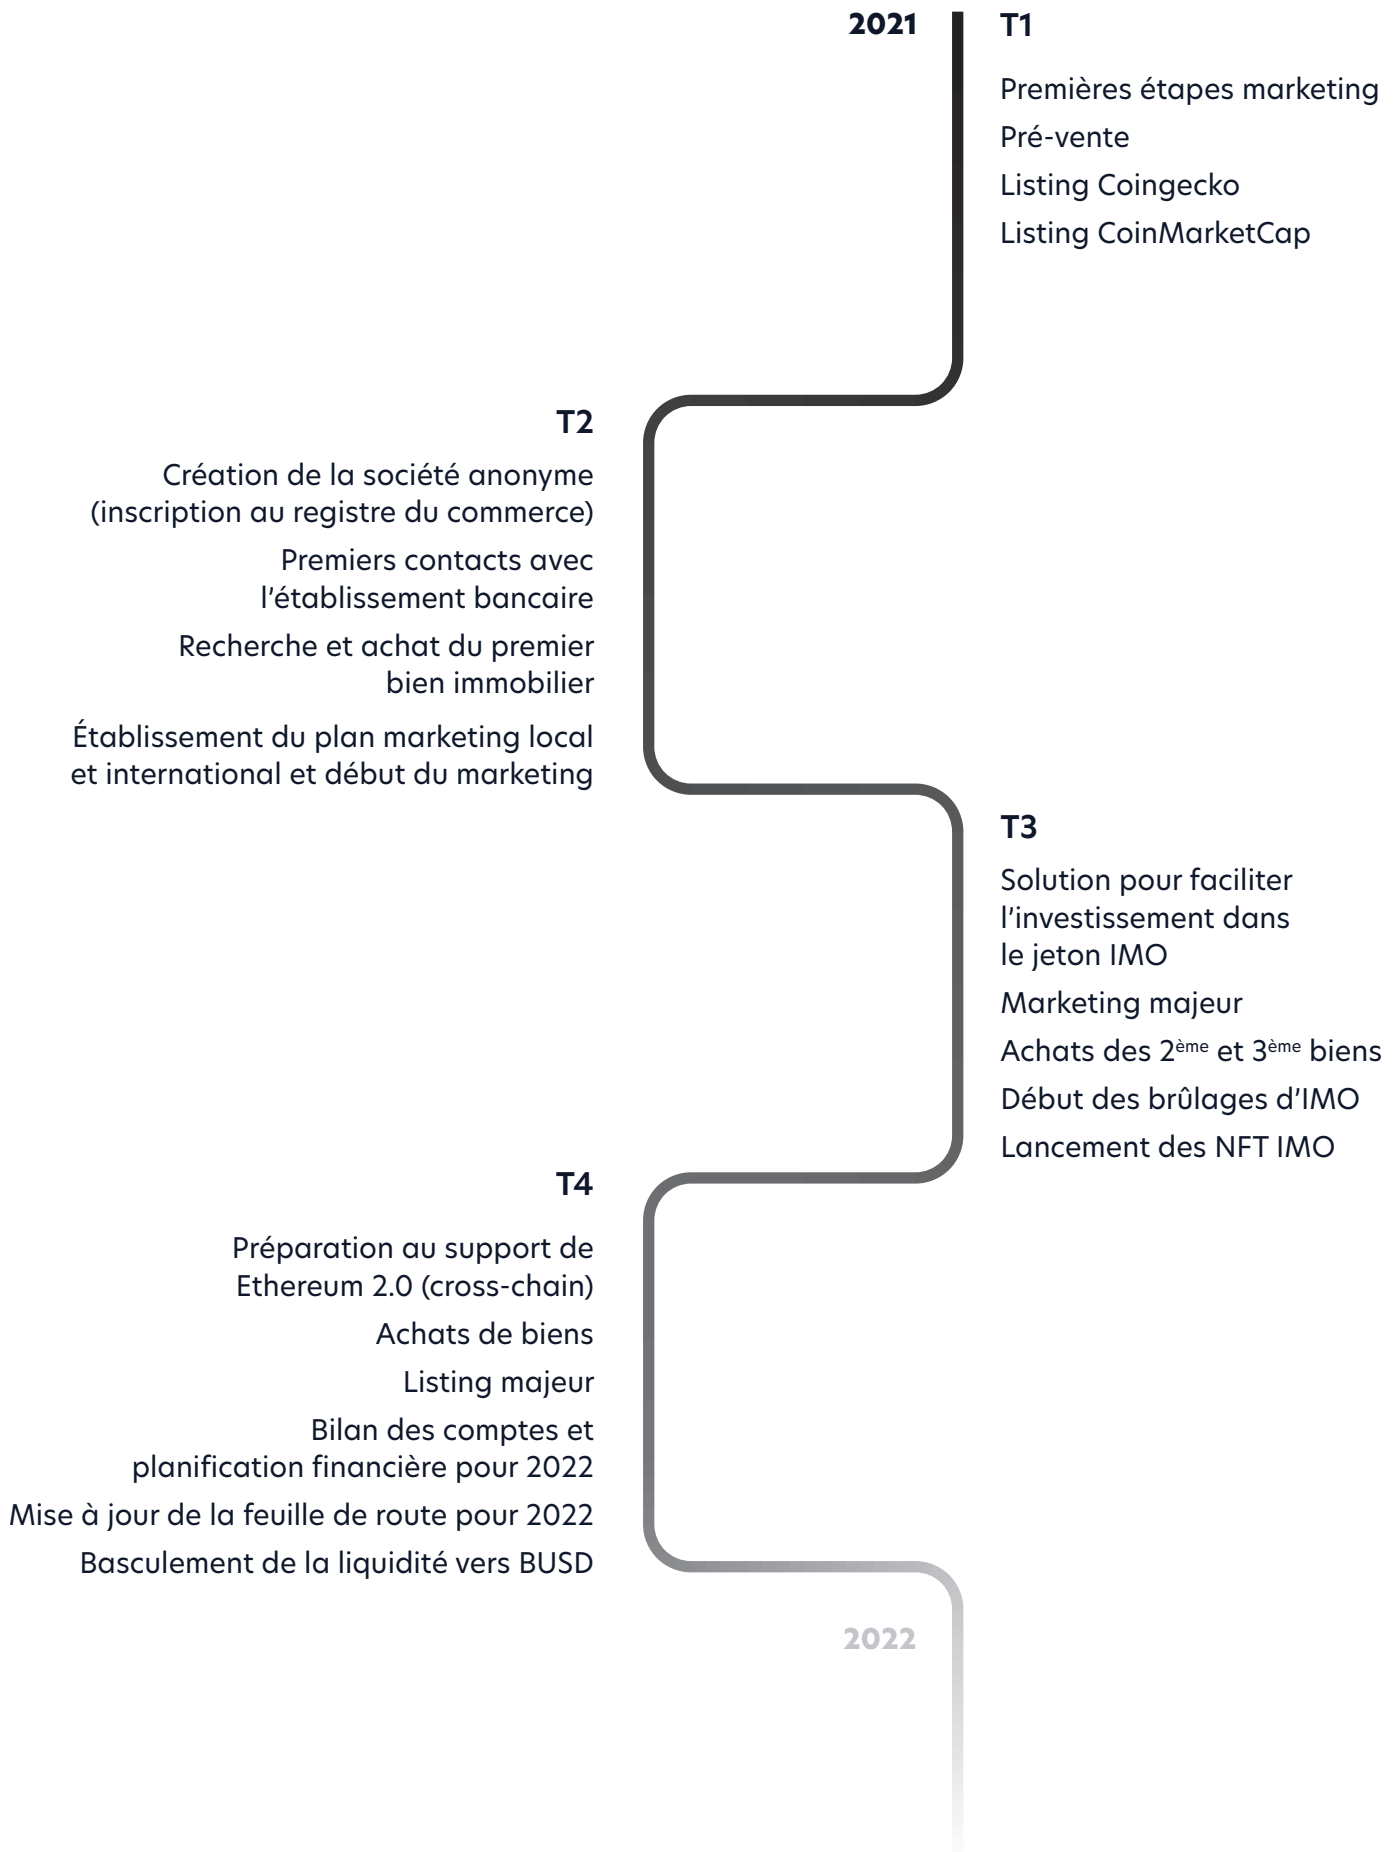 2021
T1
Premières étapes marketing
Pré-vente
Listing Coingecko
Listing CoinMarketCap
T2
Création de la société anonyme
(inscription au registre du commerce)
Premiers contacts avec
l'établissement bancaire
Recherche et achat du premier
bien immobilier
Établissement du plan marketing local
et international et début du marketing
T3
Solution pour faciliter
l'investissement dans
le jeton IMO
Marketing majeur
Achats des 2ème et 3ème biens
Début des brûlages d'IMO
Lancement des NFT IMO
T4
Préparation au support de
Ethereum 2.0 (cross-chain)
Achats de biens
Listing majeur
Bilan des comptes et
planification financière pour 2022
Mise à jour de la feuille de route pour 2022
Basculement de la liquidité vers BUSD
2022